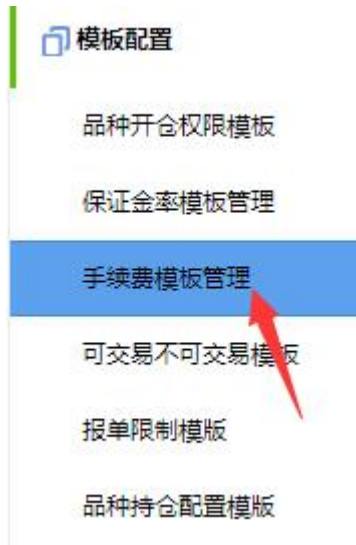 模板配置
品种开仓权限模板
保证金率模板管理
手续费模板管理
可交易不可交易模板
报单限制模版
品种持仓配置模版